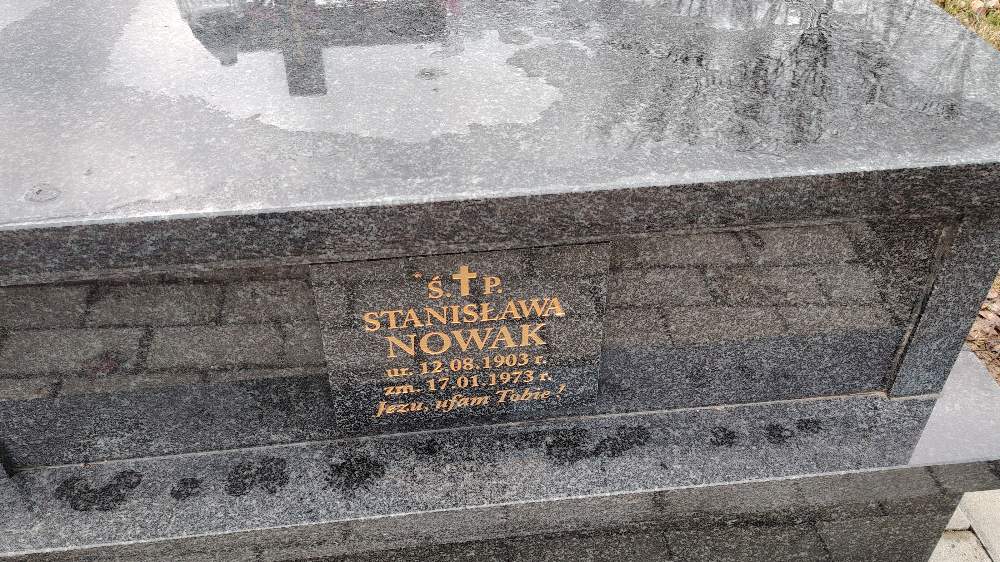 Ś. P.
STANISŁAWA
NOWAK
ur. 12.08.1903 r.
zm. 17.01.1973 r.
Jezu, ufam Tobie!